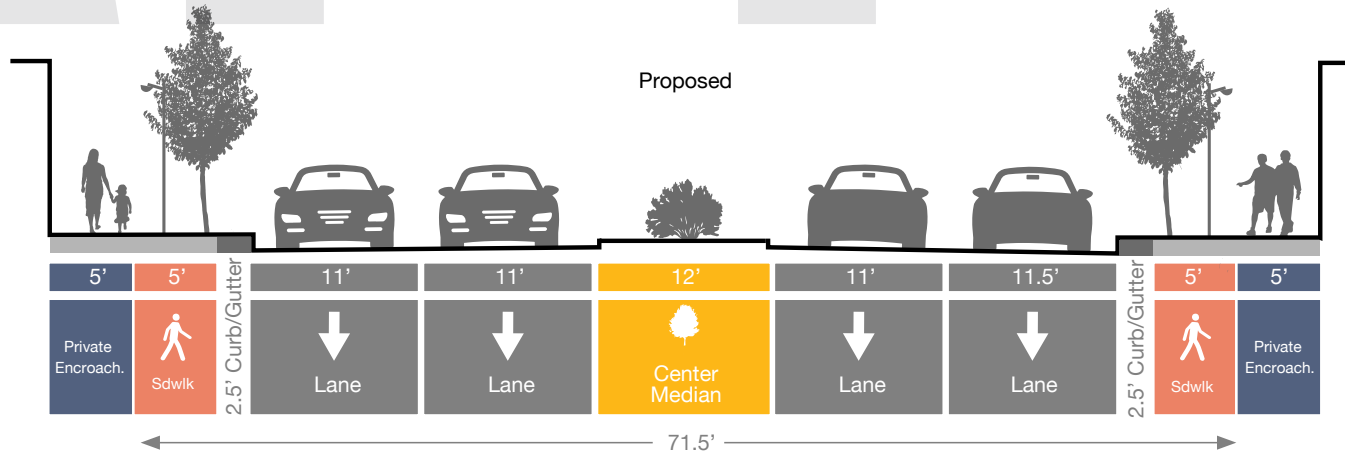 Proposed
5’
5’
2.5’ Curb/Gutter
11’
11’
12’
11’
11.5’
2.5’ Curb/Gutter
5’
5’
Private
Encroach.
Sdwlk
Lane
Lane
Center
Median
Lane
Lane
Sdwlk
Private
Encroach.
71.5’